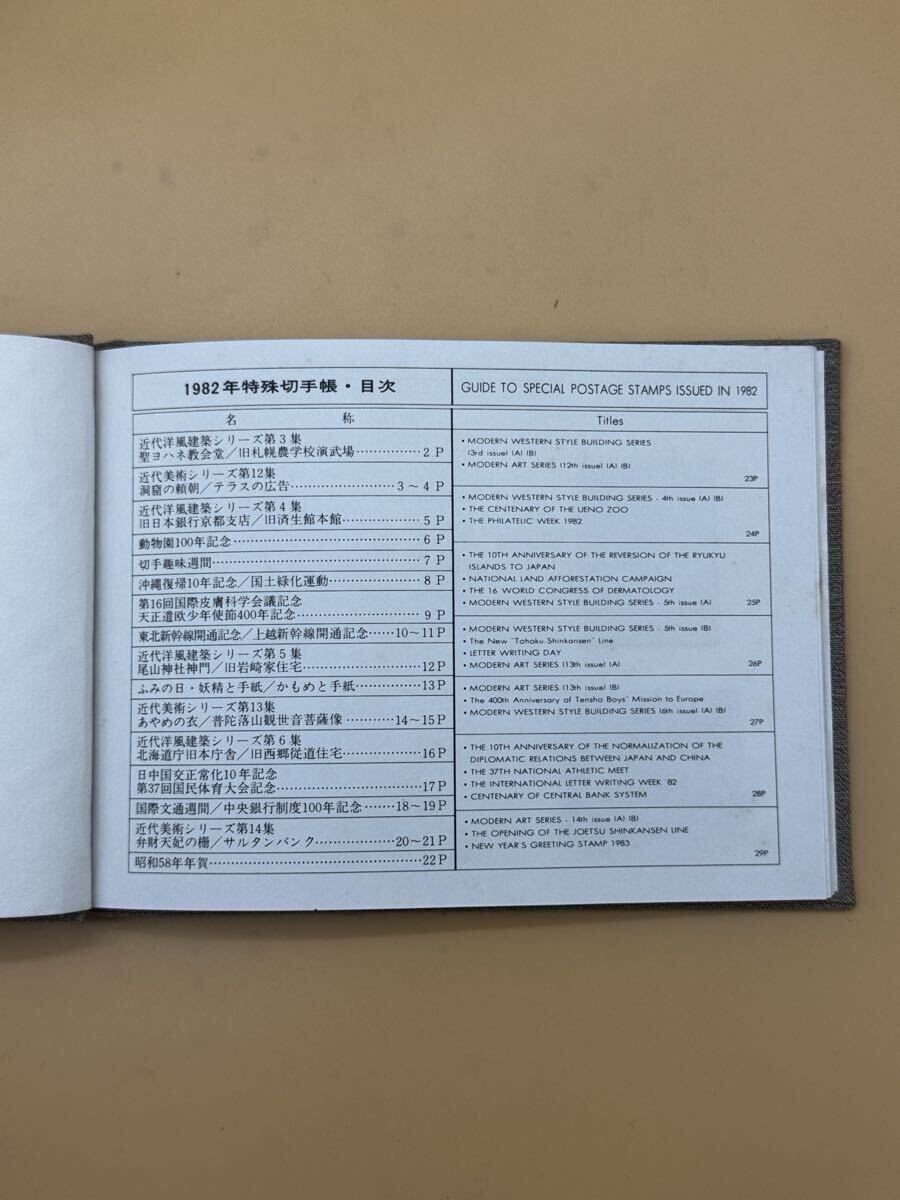 1982年特殊切手帳・目次
名 称
近代洋風建築シリーズ第3集
聖ヨハネ教会堂／旧札幌農学校演武場……………2P
近代美術シリーズ第12集
洞窟の頼朝／テラスの広告……………3～4P
近代洋風建築シリーズ第4集
旧日本銀行京都支店／旧済生館本館……………5P
動物園100年記念……………6P
切手趣味週間……………7P
沖縄復帰10年記念／国土緑化運動……………8P
第16回国際皮膚科学会議記念
天正遣欧少年使節400年記念……………9P
東北新幹線開通記念／上越新幹線開通記念……10～11P
近代洋風建築シリーズ第5集
尾山神社神門／旧岩崎家住宅……………12P
ふみの日・妖精と手紙／かもめと手紙……………13P
近代美術シリーズ第13集
あやめの衣／普陀落山観世音菩薩像……………14～15P
近代洋風建築シリーズ第6集
北海道庁旧本庁舎／旧西郷従道住宅……………16P
日中国交正常化10年記念
第37回国民体育大会記念……………17P
国際文通週間／中央銀行制度100年記念………18～19P
近代美術シリーズ第14集
弁財天妃の柵／サルタンバンク……………20～21P
昭和58年年賀……………22P
GUIDE TO SPECIAL POSTAGE STAMPS ISSUED IN 1982
Titles
• MODERN WESTERN STYLE BUILDING SERIES
(3rd issue) (A) (B)
• MODERN ART SERIES (12th issue) (A) (B)
23P
• MODERN WESTERN STYLE BUILDING SERIES - 4th issue (A) (B)
• THE CENTENARY OF THE UENO ZOO
• THE PHILATELIC WEEK 1982
24P
• THE 10TH ANNIVERSARY OF THE REVERSION OF THE RYUKYU
ISLANDS TO JAPAN
• NATIONAL LAND AFFORESTATION CAMPAIGN
• THE 16 WORLD CONGRESS OF DERMATOLOGY
• MODERN WESTERN STYLE BUILDING SERIES - 5th issue (A)
25P
• MODERN WESTERN STYLE BUILDING SERIES - 5th issue (B)
• The New "Tohoku-Shinkansen" Line
• LETTER WRITING DAY
• MODERN ART SERIES (13th issue) (A)
26P
• MODERN ART SERIES (13th issue) (B)
• The 400th Anniversary of Tensho Boys' Mission to Europe
• MODERN WESTERN STYLE BUILDING SERIES (6th issue) (A) (B)
27P
• THE 10TH ANNIVERSARY OF THE NORMALIZATION OF THE
DIPLOMATIC RELATIONS BETWEEN JAPAN AND CHINA
• THE 37TH NATIONAL ATHLETIC MEET
• THE INTERNATIONAL LETTER WRITING WEEK '82
• CENTENARY OF CENTRAL BANK SYSTEM
28P
• MODERN ART SERIES - 14th issue (A) (B)
• THE OPENING OF THE JOETSU SHINKANSEN LINE
• NEW YEAR'S GREETING STAMP 1983
29P